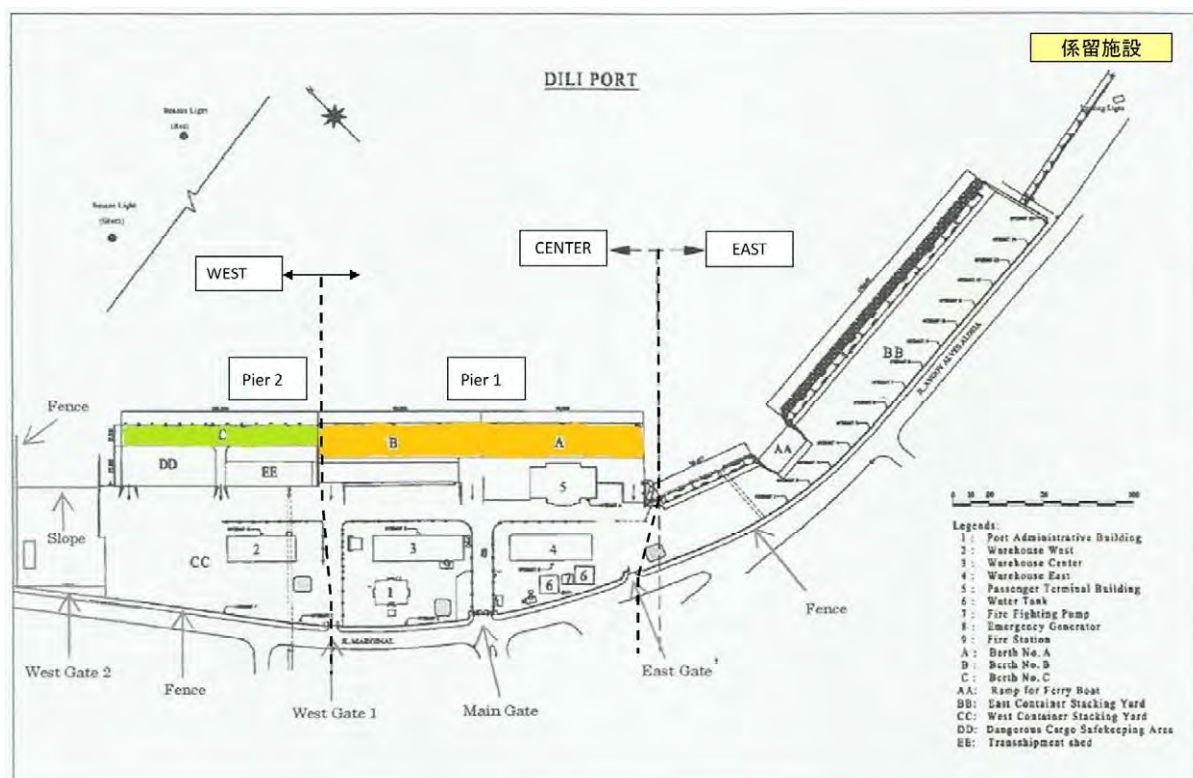 係留施設
DILI PORT
Beacon Light
(Red)
Beacon Light
(Green)
CENTER
EAST
WEST
Pier 2
Pier 1
Fence
C
B
A
BB
AA
DD
EE
5
Slope
CC
2
3
4
8
9
1
6
7
6
Fence
West Gate 2
Fence
West Gate 1
Main Gate
East Gate
Legends:
1 : Port Administrative Building
2 : Warehouse West
3 : Warehouse Center
4 : Warehouse East
5 : Passenger Terminal Building
6 : Water Tank
7 : Fire Fighting Pump
8 : Emergency Generator
9 : Fire Station
A : Berth No. A
B : Berth No. B
C : Berth No. C
AA: Ramp for Ferry Boat
BB: East Container Stacking Yard
CC: West Container Stacking Yard
DD: Dangerous Cargo Safekeeping Area
EE: Transshipment shed